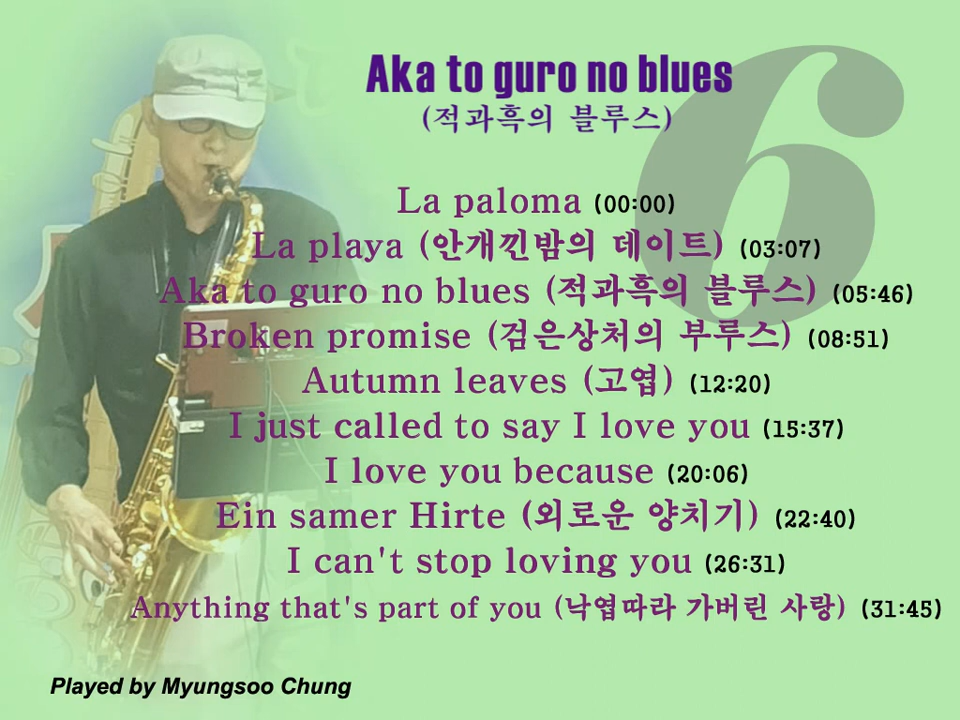 6
Aka to guro no blues
(적과흑의 블루스)
La paloma (00:00)
La playa (안개낀밤의 데이트) (03:07)
Aka to guro no blues (적과흑의 블루스) (05:46)
Broken promise (검은상처의 부루스) (08:51)
Autumn leaves (고엽) (12:20)
I just called to say I love you (15:37)
I love you because (20:06)
Ein samer Hirte (외로운 양치기) (22:40)
I can't stop loving you (26:31)
Anything that's part of you (낙엽따라 가버린 사랑) (31:45)
Played by Myungsoo Chung